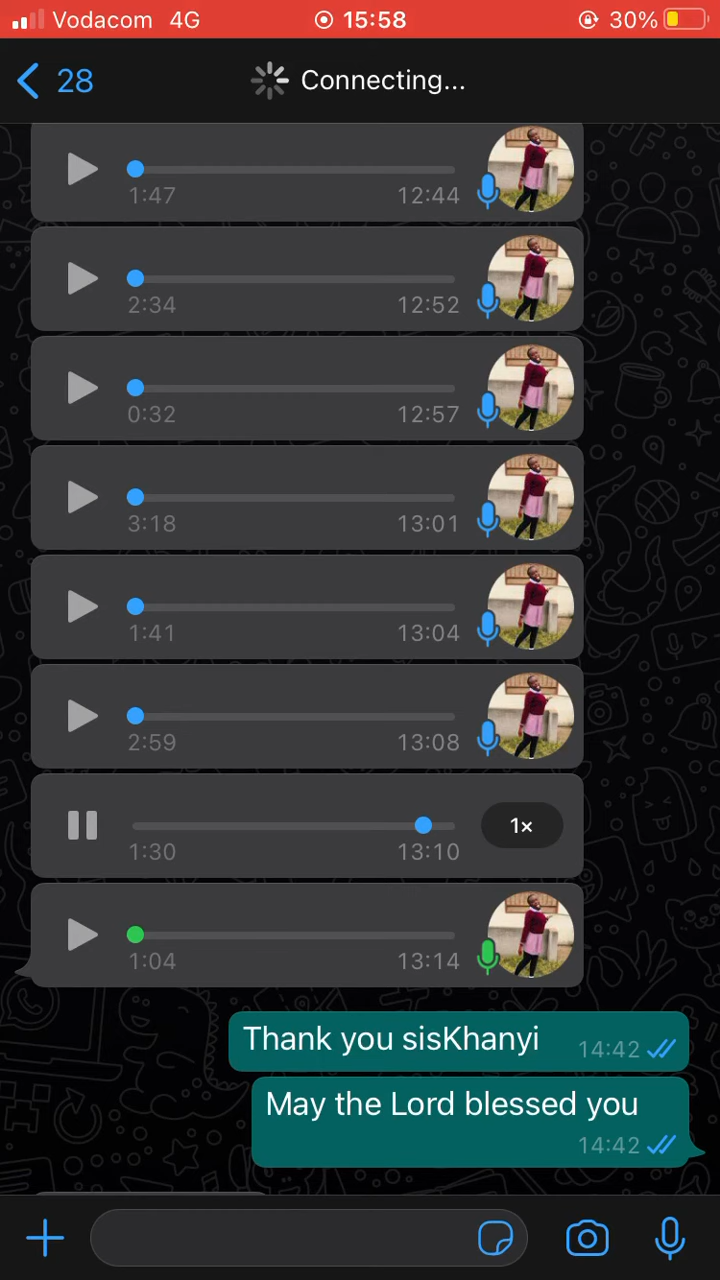 Vodacom 4G 15:58 30%
28 Connecting...
1:47 12:44
2:34 12:52
0:32 12:57
3:18 13:01
1:41 13:04
2:59 13:08
1×
1:30 13:10
1:04 13:14
Thank you sisKhanyi 14:42
May the Lord blessed you
14:42